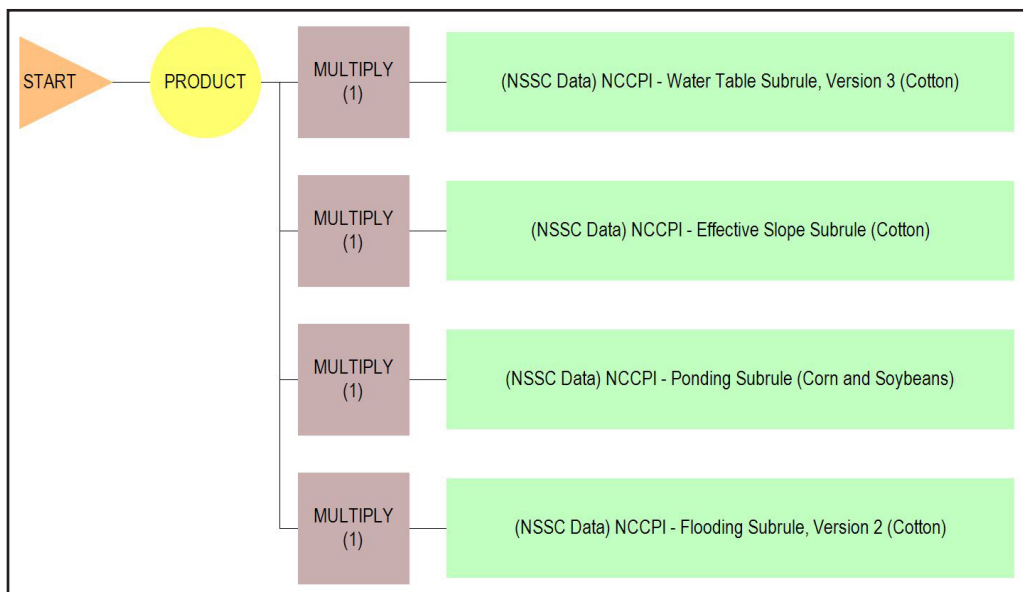 START
PRODUCT
MULTIPLY
(1)
(NSSC Data) NCCPI - Water Table Subrule, Version 3 (Cotton)
MULTIPLY
(1)
(NSSC Data) NCCPI - Effective Slope Subrule (Cotton)
MULTIPLY
(1)
(NSSC Data) NCCPI - Ponding Subrule (Corn and Soybeans)
MULTIPLY
(1)
(NSSC Data) NCCPI - Flooding Subrule, Version 2 (Cotton)